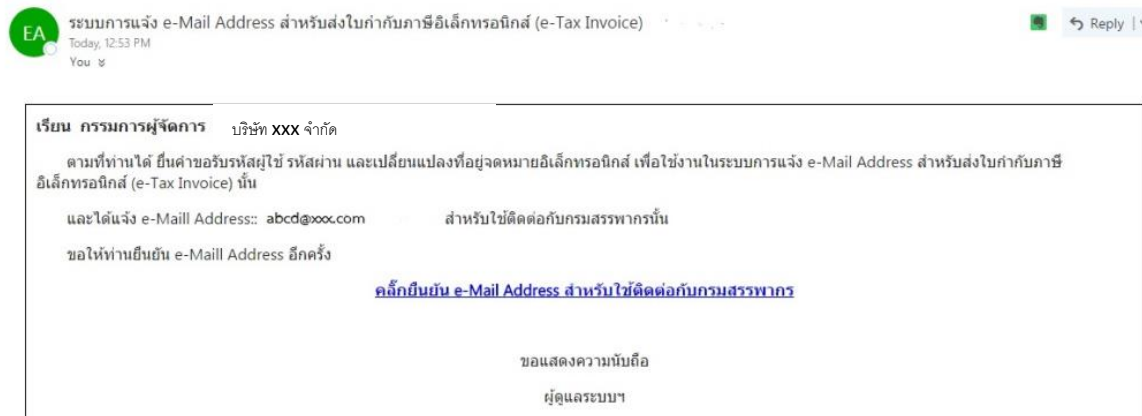 EA
ระบบการแจ้ง e-Mail Address สำหรับส่งใบกำกับภาษีอิเล็กทรอนิกส์ (e-Tax Invoice)
Reply
Today, 12:53 PM
You
เรียน กรรมการผู้จัดการ บริษัท XXX จำกัด
ตามที่ท่านได้ ยื่นคำขอรับรหัสผู้ใช้ รหัสผ่าน และเปลี่ยนแปลงที่อยู่จดหมายอิเล็กทรอนิกส์ เพื่อใช้งานในระบบการแจ้ง e-Mail Address สำหรับส่งใบกำกับภาษี
อิเล็กทรอนิกส์ (e-Tax Invoice) นั้น
และได้แจ้ง e-Maill Address:: abcd@xxx.com สำหรับใช้ติดต่อกับกรมสรรพากรนั้น
ขอให้ท่านยืนยัน e-Maill Address อีกครั้ง
คลิ๊กยืนยัน e-Mail Address สำหรับใช้ติดต่อกับกรมสรรพากร
ขอแสดงความนับถือ
ผู้ดูแลระบบฯ